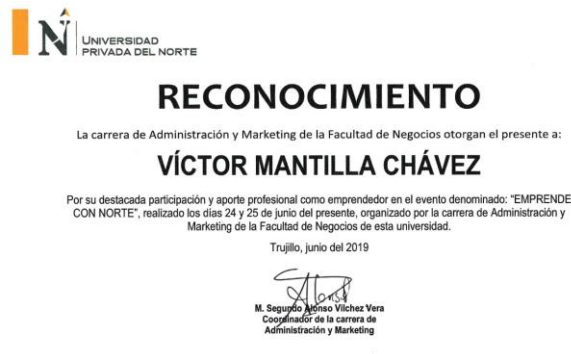 N UNIVERSIDAD
PRIVADA DEL NORTE
RECONOCIMIENTO
La carrera de Administración y Marketing de la Facultad de Negocios otorgan el presente a:
VÍCTOR MANTILLA CHÁVEZ
Por su destacada participación y aporte profesional como emprendedor en el evento denominado: "EMPRENDE
CON NORTE", realizado los días 24 y 25 de junio del presente, organizado por la carrera de Administración y
Marketing de la Facultad de Negocios de esta universidad.
Trujillo, junio del 2019
M. Segundo Alonso Vilchez Vera
Coordinador de la carrera de
Administración y Marketing